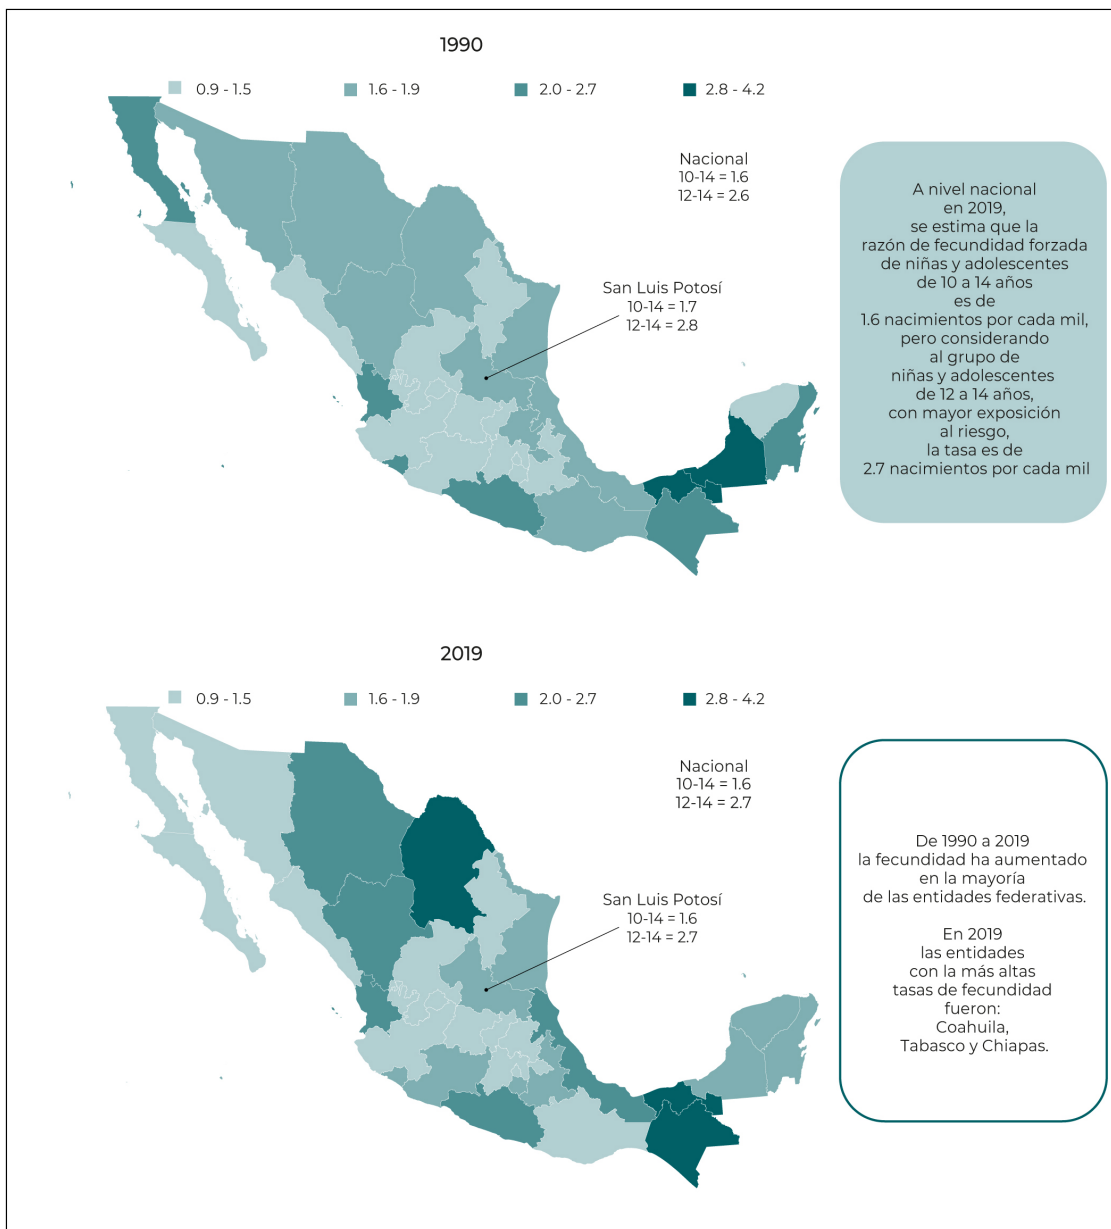 1990
0.9 - 1.5
1.6 - 1.9
2.0 - 2.7
2.8 - 4.2
Nacional
10-14 = 1.6
12-14 = 2.6
San Luis Potosí
10-14 = 1.7
12-14 = 2.8
A nivel nacional
en 2019,
se estima que la
razón de fecundidad forzada
de niñas y adolescentes
de 10 a 14 años
es de
1.6 nacimientos por cada mil,
pero considerando
al grupo de
niñas y adolescentes
de 12 a 14 años,
con mayor exposición
al riesgo,
la tasa es de
2.7 nacimientos por cada mil
2019
0.9 - 1.5
1.6 - 1.9
2.0 - 2.7
2.8 - 4.2
Nacional
10-14 = 1.6
12-14 = 2.7
San Luis Potosí
10-14 = 1.6
12-14 = 2.7
De 1990 a 2019
la fecundidad ha aumentado
en la mayoría
de las entidades federativas.
En 2019
las entidades
con la más altas
tasas de fecundidad
fueron:
Coahuila,
Tabasco y Chiapas.